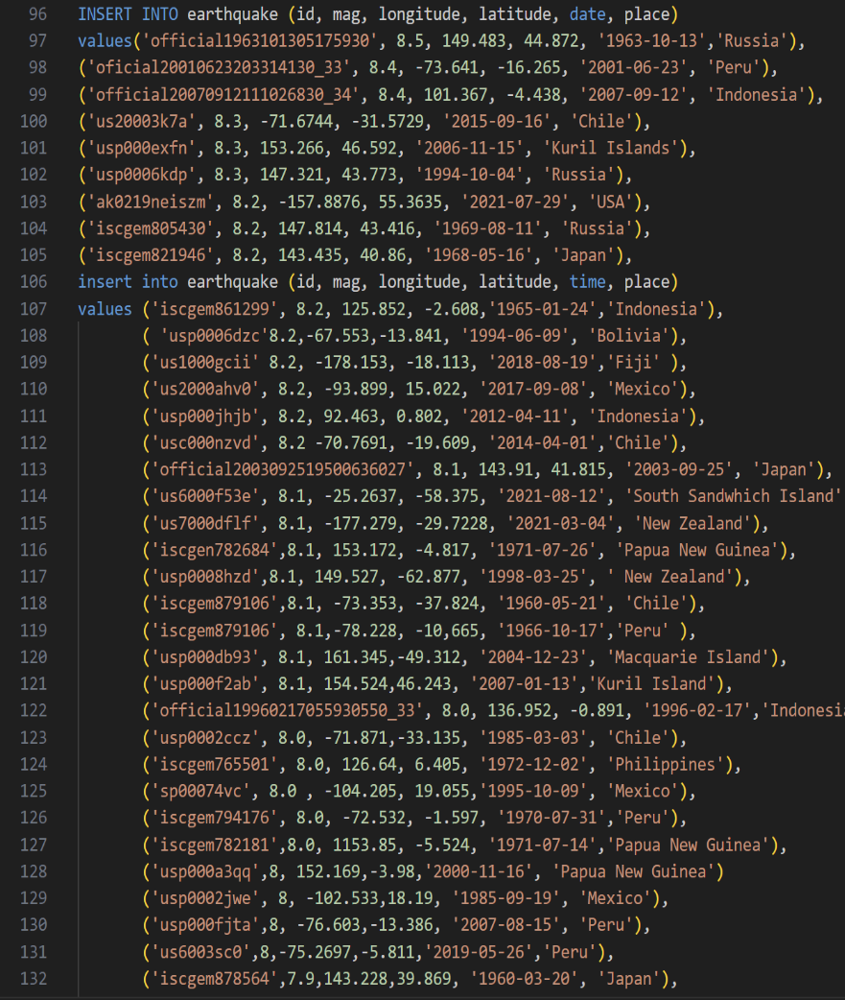 96 INSERT INTO earthquake (id, mag, longitude, latitude, date, place)
97 values('official1963101305175930', 8.5, 149.483, 44.872, '1963-10-13','Russia'),
98 ('oficial20010623203314130_33', 8.4, -73.641, -16.265, '2001-06-23', 'Peru'),
99 ('official20070912111026830_34', 8.4, 101.367, -4.438, '2007-09-12', 'Indonesia'),
100 ('us20003k7a', 8.3, -71.6744, -31.5729, '2015-09-16', 'Chile'),
101 ('usp000exfn', 8.3, 153.266, 46.592, '2006-11-15', 'Kuril Islands'),
102 ('usp0006kdp', 8.3, 147.321, 43.773, '1994-10-04', 'Russia'),
103 ('ak0219neiszm', 8.2, -157.8876, 55.3635, '2021-07-29', 'USA'),
104 ('iscgem805430', 8.2, 147.814, 43.416, '1969-08-11', 'Russia'),
105 ('iscgem821946', 8.2, 143.435, 40.86, '1968-05-16', 'Japan'),
106 insert into earthquake (id, mag, longitude, latitude, time, place)
107 values ('iscgem861299', 8.2, 125.852, -2.608,'1965-01-24','Indonesia'),
108 ( 'usp0006dzc'8.2,-67.553,-13.841, '1994-06-09', 'Bolivia'),
109 ('us1000gcii' 8.2, -178.153, -18.113, '2018-08-19','Fiji' ),
110 ('us2000ahv0', 8.2, -93.899, 15.022, '2017-09-08', 'Mexico'),
111 ('usp000jhjb', 8.2, 92.463, 0.802, '2012-04-11', 'Indonesia'),
112 ('usc000nzvd', 8.2 -70.7691, -19.609, '2014-04-01','Chile'),
113 ('official2003092519500636027', 8.1, 143.91, 41.815, '2003-09-25', 'Japan'),
114 ('us6000f53e', 8.1, -25.2637, -58.375, '2021-08-12', 'South Sandwhich Island'
115 ('us7000dflf', 8.1, -177.279, -29.7228, '2021-03-04', 'New Zealand'),
116 ('iscgen782684',8.1, 153.172, -4.817, '1971-07-26', 'Papua New Guinea'),
117 ('usp0008hzd',8.1, 149.527, -62.877, '1998-03-25', ' New Zealand'),
118 ('iscgem879106',8.1, -73.353, -37.824, '1960-05-21', 'Chile'),
119 ('iscgem879106', 8.1,-78.228, -10,665, '1966-10-17','Peru' ),
120 ('usp000db93', 8.1, 161.345,-49.312, '2004-12-23', 'Macquarie Island'),
121 ('usp000f2ab', 8.1, 154.524,46.243, '2007-01-13','Kuril Island'),
122 ('official19960217055930550_33', 8.0, 136.952, -0.891, '1996-02-17','Indonesia
123 ('usp0002ccz', 8.0, -71.871,-33.135, '1985-03-03', 'Chile'),
124 ('iscgem765501', 8.0, 126.64, 6.405, '1972-12-02', 'Philippines'),
125 ('sp00074vc', 8.0 , -104.205, 19.055,'1995-10-09', 'Mexico'),
126 ('iscgem794176', 8.0, -72.532, -1.597, '1970-07-31','Peru'),
127 ('iscgem782181',8.0, 1153.85, -5.524, '1971-07-14','Papua New Guinea'),
128 ('usp000a3qq',8, 152.169,-3.98,'2000-11-16', 'Papua New Guinea')
129 ('usp0002jwe', 8, -102.533,18.19, '1985-09-19', 'Mexico'),
130 ('usp000fjta',8, -76.603,-13.386, '2007-08-15', 'Peru'),
131 ('us6003sc0',8,-75.2697,-5.811,'2019-05-26','Peru'),
132 ('iscgem878564',7.9,143.228,39.869, '1960-03-20', 'Japan'),